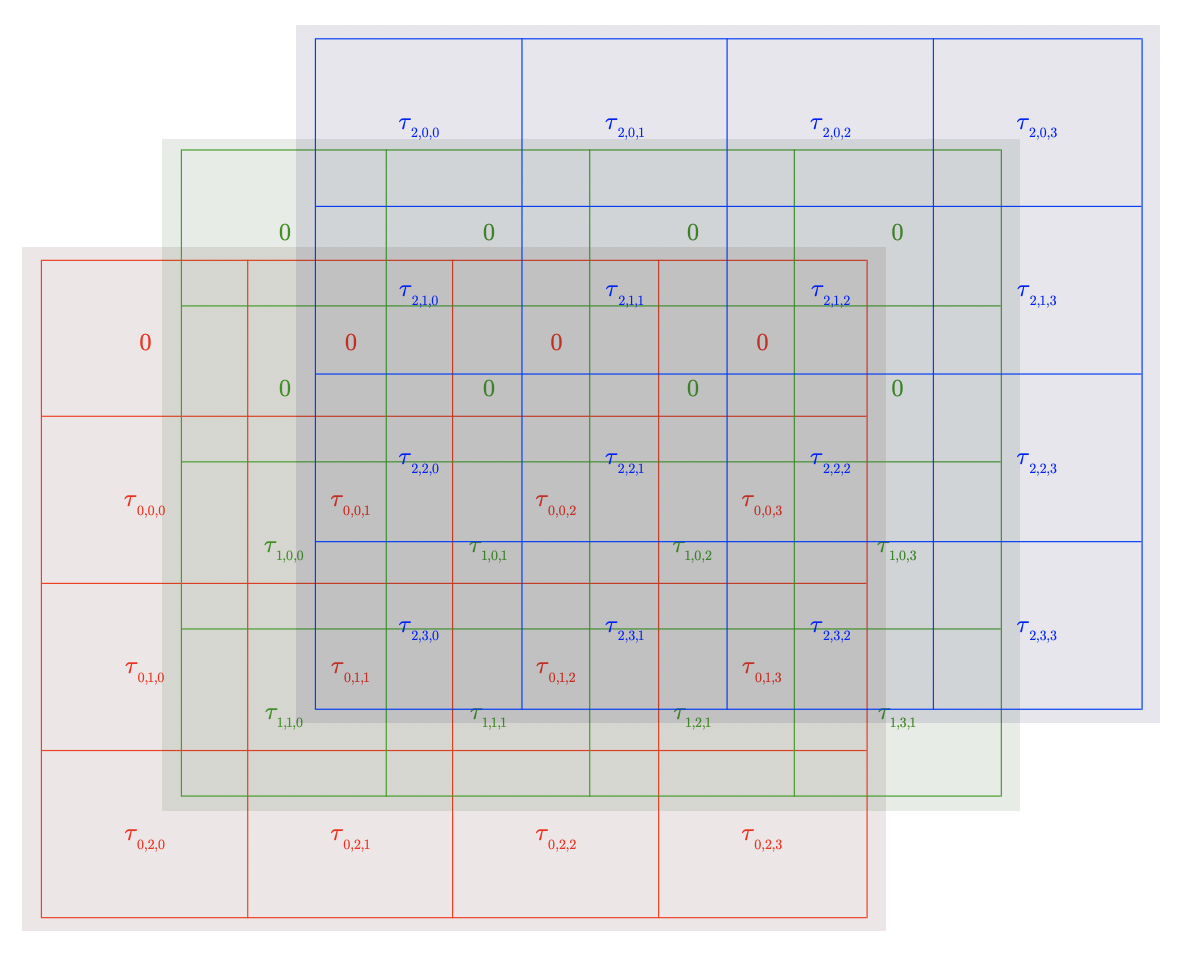 τ2,0,0 τ2,0,1 τ2,0,2 τ2,0,3
0 0 0 0
τ2,1,0 τ2,1,1 τ2,1,2 τ2,1,3
0 0 0 0
0 0 0 0
τ2,2,0 τ2,2,1 τ2,2,2 τ2,2,3
τ0,0,0 τ0,0,1 τ0,0,2 τ0,0,3
τ1,0,0 τ1,0,1 τ1,0,2 τ1,0,3
τ2,3,0 τ2,3,1 τ2,3,2 τ2,3,3
τ0,1,0 τ0,1,1 τ0,1,2 τ0,1,3
τ1,1,0 τ1,1,1 τ1,2,1 τ1,3,1
τ0,2,0 τ0,2,1 τ0,2,2 τ0,2,3